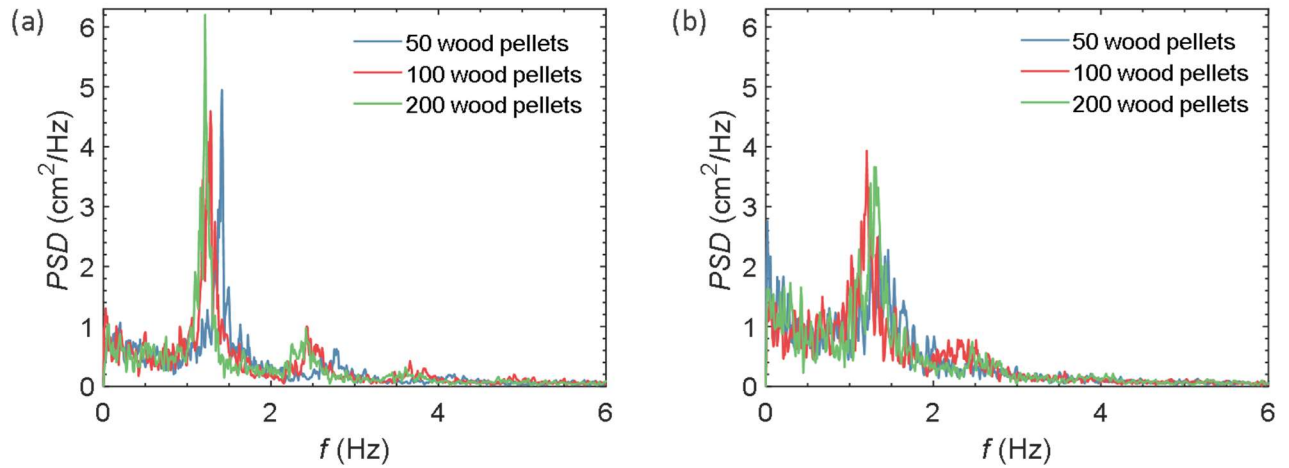 (a)
6
5
4
3
2
1
0
PSD (cm²/Hz)
50 wood pellets
100 wood pellets
200 wood pellets
0 2 4 6
f (Hz)
(b)
6
5
4
3
2
1
0
PSD (cm²/Hz)
50 wood pellets
100 wood pellets
200 wood pellets
0 2 4 6
f (Hz)